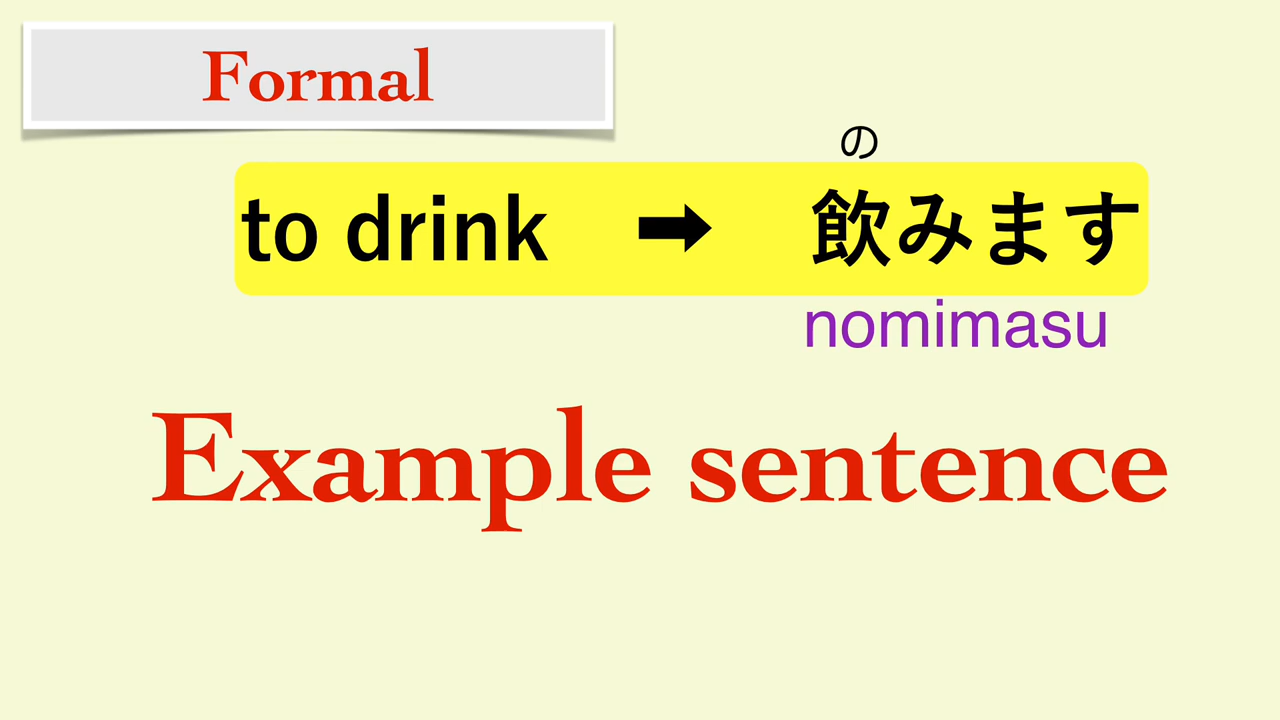 Formal
の
to drink ➡ 飲みます
nomimasu
Example sentence